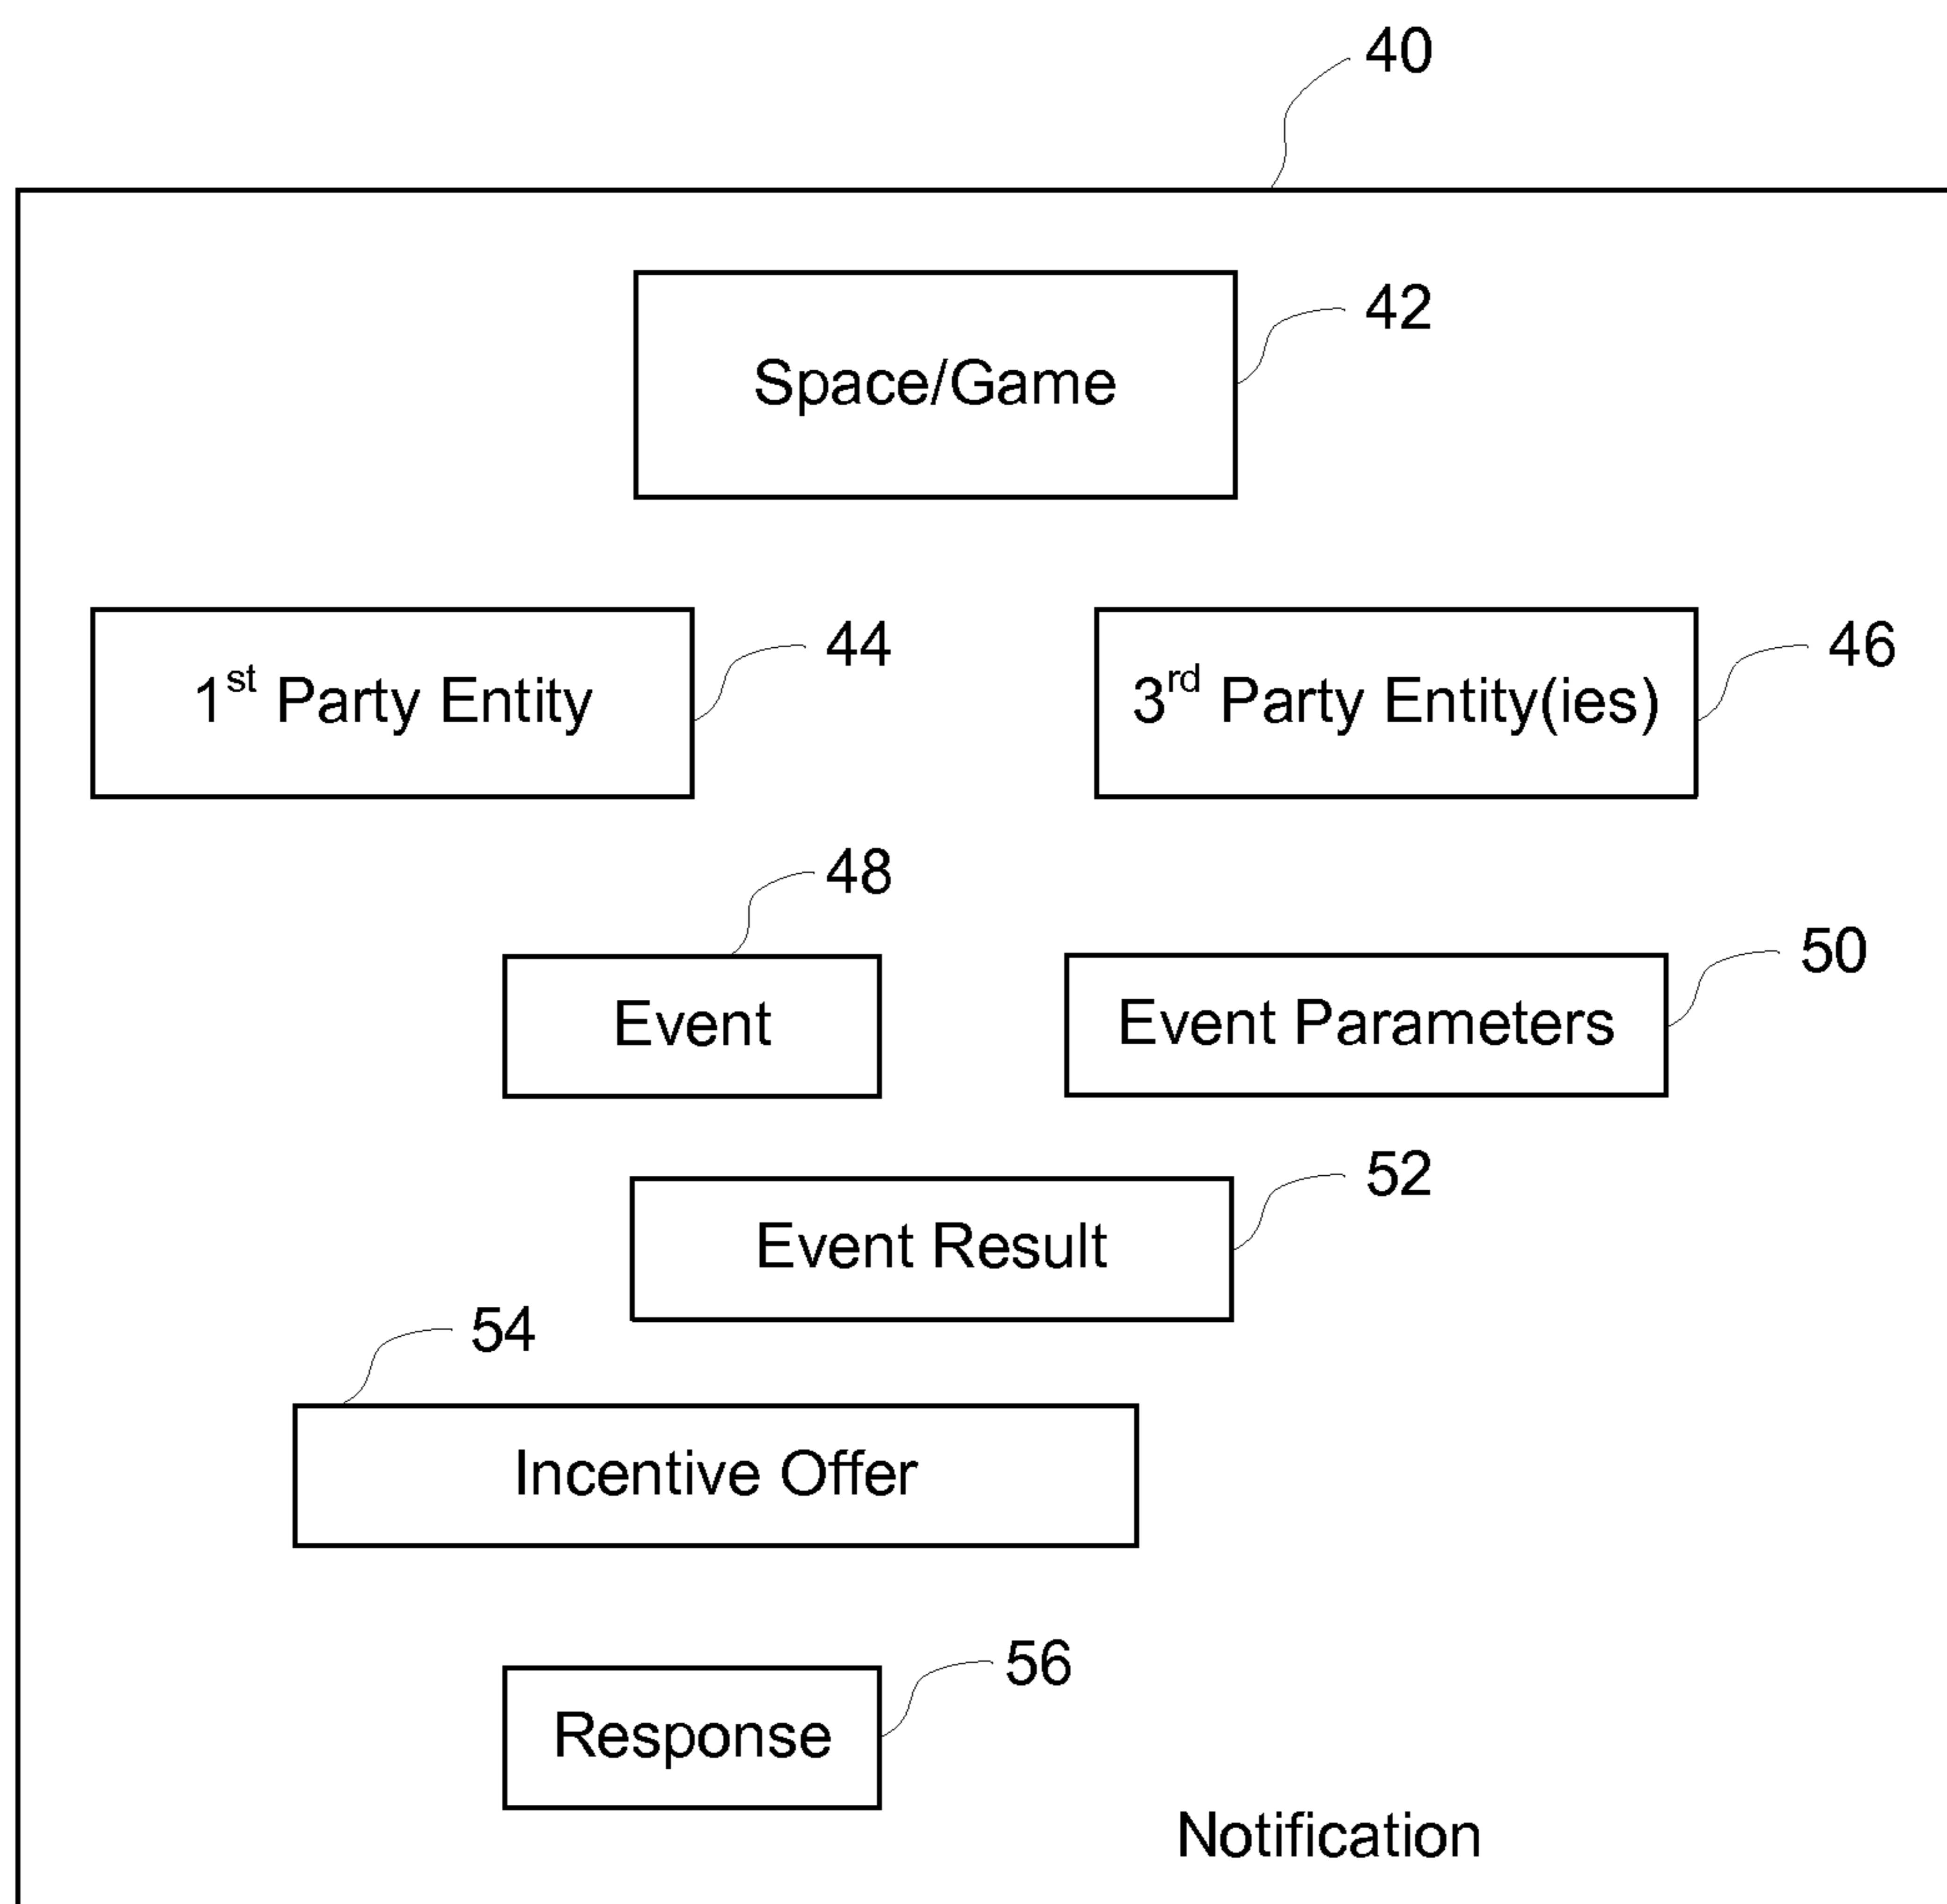 40
42
Space/Game
44
46
1st Party Entity
3rd Party Entity(ies)
48
50
Event
Event Parameters
52
Event Result
54
Incentive Offer
56
Response
Notification